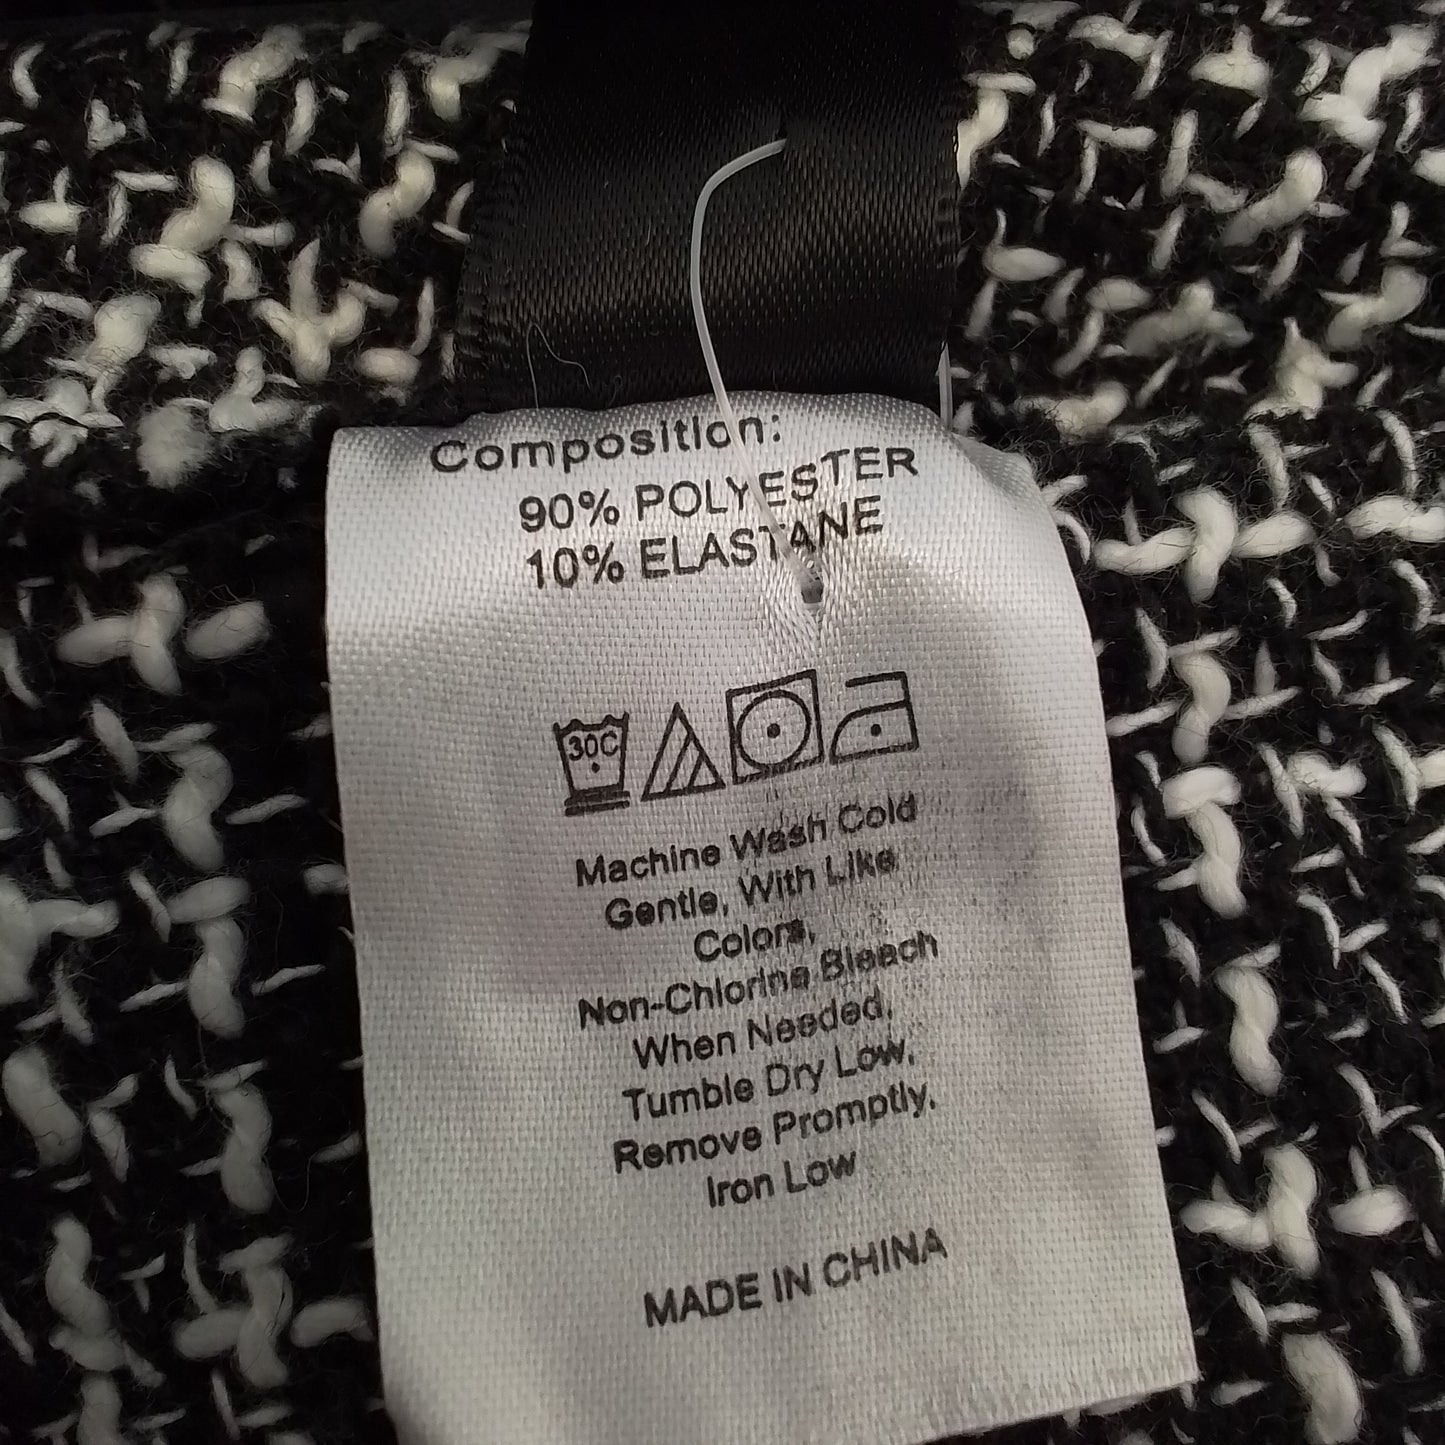 Composition:
90% POLYESTER
10% ELASTANE
30C
Machine Wash Cold
Gentle, With Like
Colors,
Non-Chlorine Bleach
When Needed,
Tumble Dry Low,
Remove Promptly,
Iron Low
MADE IN CHINA